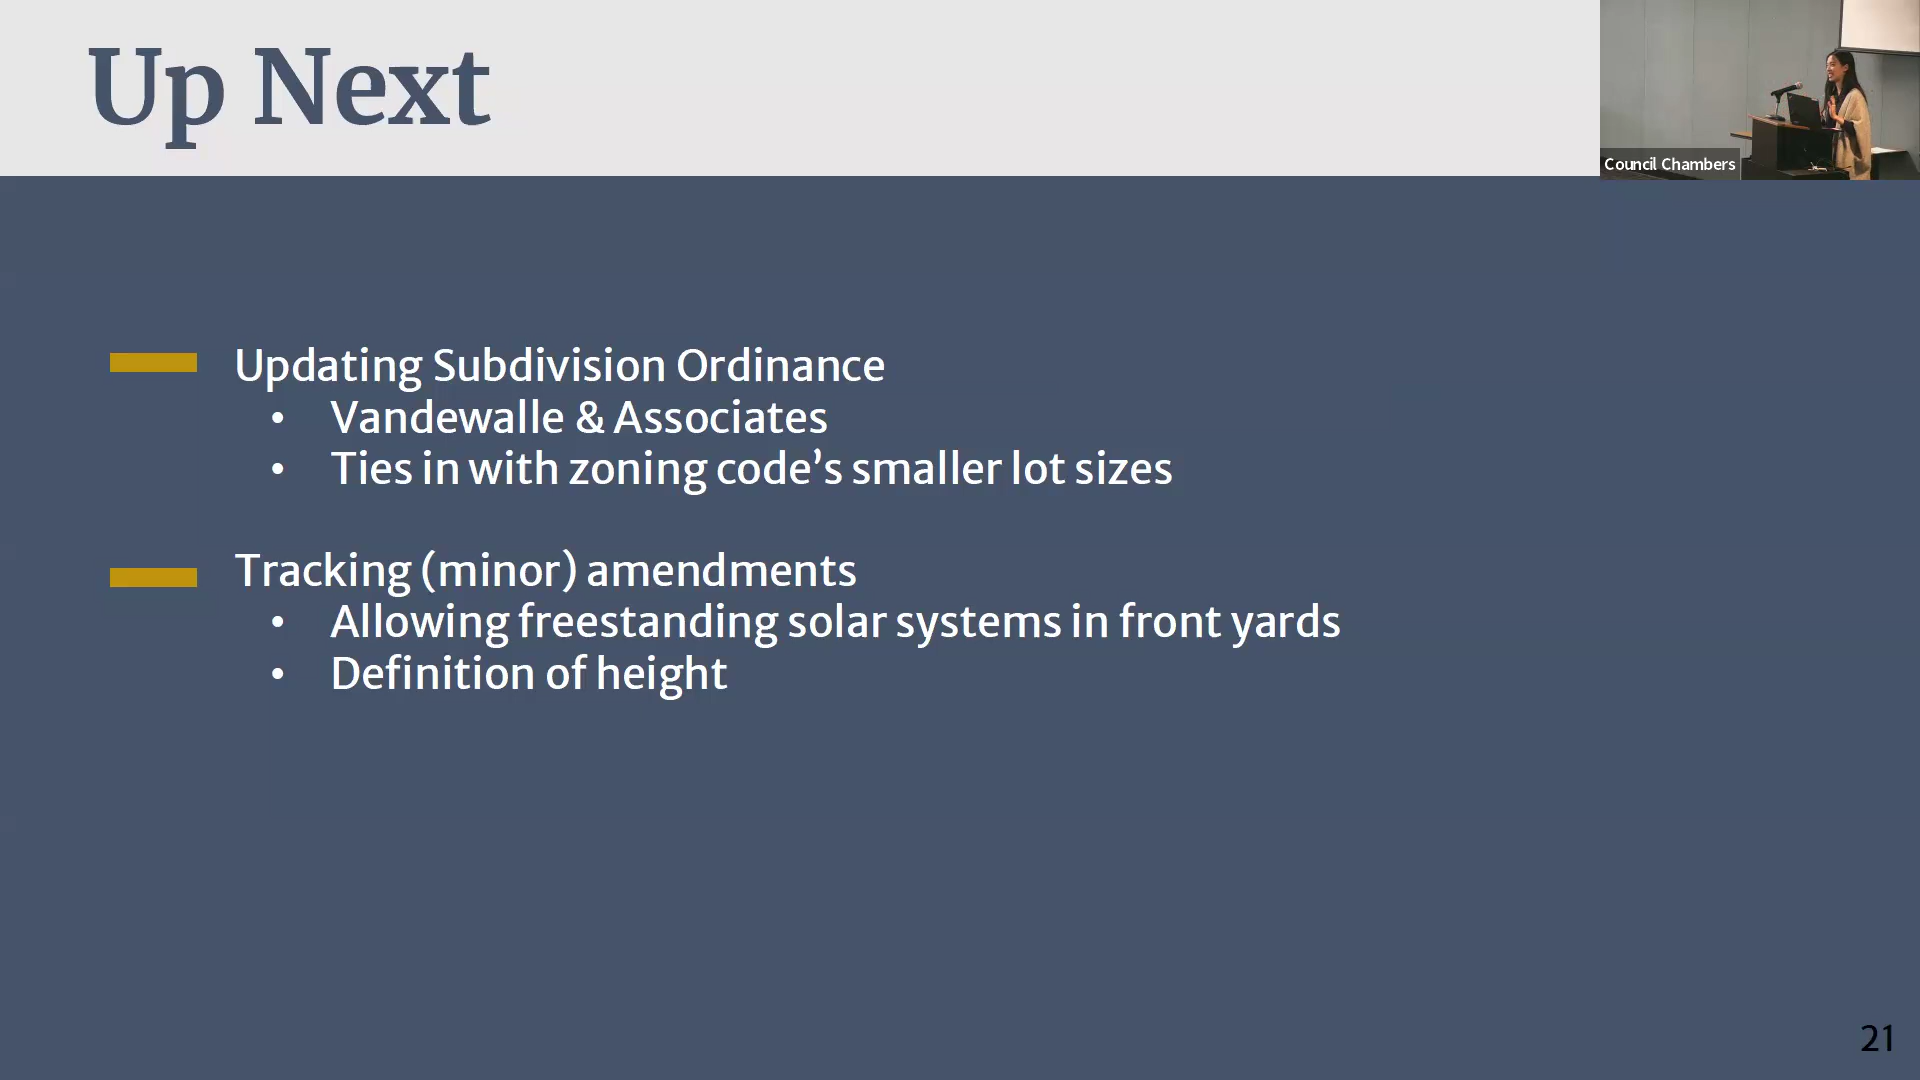 Up Next
Council Chambers
Updating Subdivision Ordinance
• Vandewalle & Associates
• Ties in with zoning code’s smaller lot sizes
Tracking (minor) amendments
• Allowing freestanding solar systems in front yards
• Definition of height
21